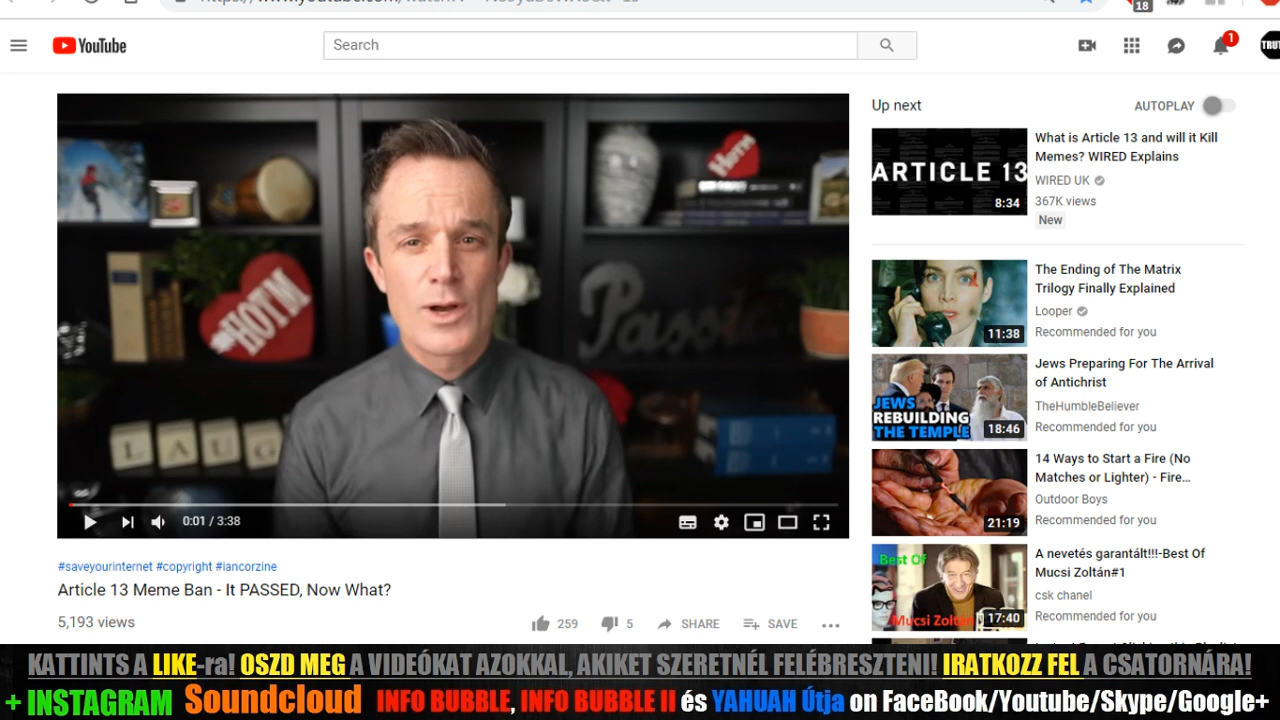 18
YouTube
Search
1
TRUT
HOT'M
#HOT'M
Passi
L L
0:01 / 3:38
#saveyourinternet #copyright #iancorzine
Article 13 Meme Ban - It PASSED, Now What?
5,193 views
259
5
SHARE
SAVE
Up next
AUTOPLAY
ARTICLE 13
8:34
What is Article 13 and will it Kill
Memes? WIRED Explains
WIRED UK
367K views
New
11:38
The Ending of The Matrix
Trilogy Finally Explained
Looper
Recommended for you
JEWS
REBUILDING
THE TEMPLE
18:46
Jews Preparing For The Arrival
of Antichrist
TheHumbleBeliever
Recommended for you
21:19
14 Ways to Start a Fire (No
Matches or Lighter) - Fire...
Outdoor Boys
Recommended for you
Best Of
Mucsi Zoltán
17:40
A nevetés garantált!!!-Best Of
Mucsi Zoltán#1
csk chanel
Recommended for you
KATTINTS A LIKE-ra! OSZD MEG A VIDEÓKAT AZOKKAL, AKIKET SZERETNÉL FELÉBRESZTENI! IRATKOZZ FEL A CSATORNÁRA!
+ INSTAGRAM Soundcloud INFO BUBBLE, INFO BUBBLE II és YAHUAH Útja on FaceBook/Youtube/Skype/Google+